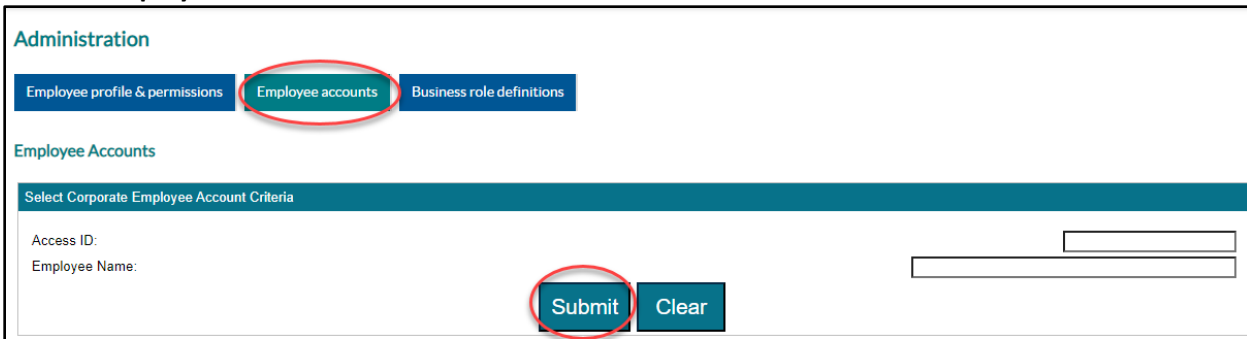 Administration
Employee profile & permissions Employee accounts Business role definitions
Employee Accounts
Select Corporate Employee Account Criteria
Access ID:
Employee Name:
Submit Clear